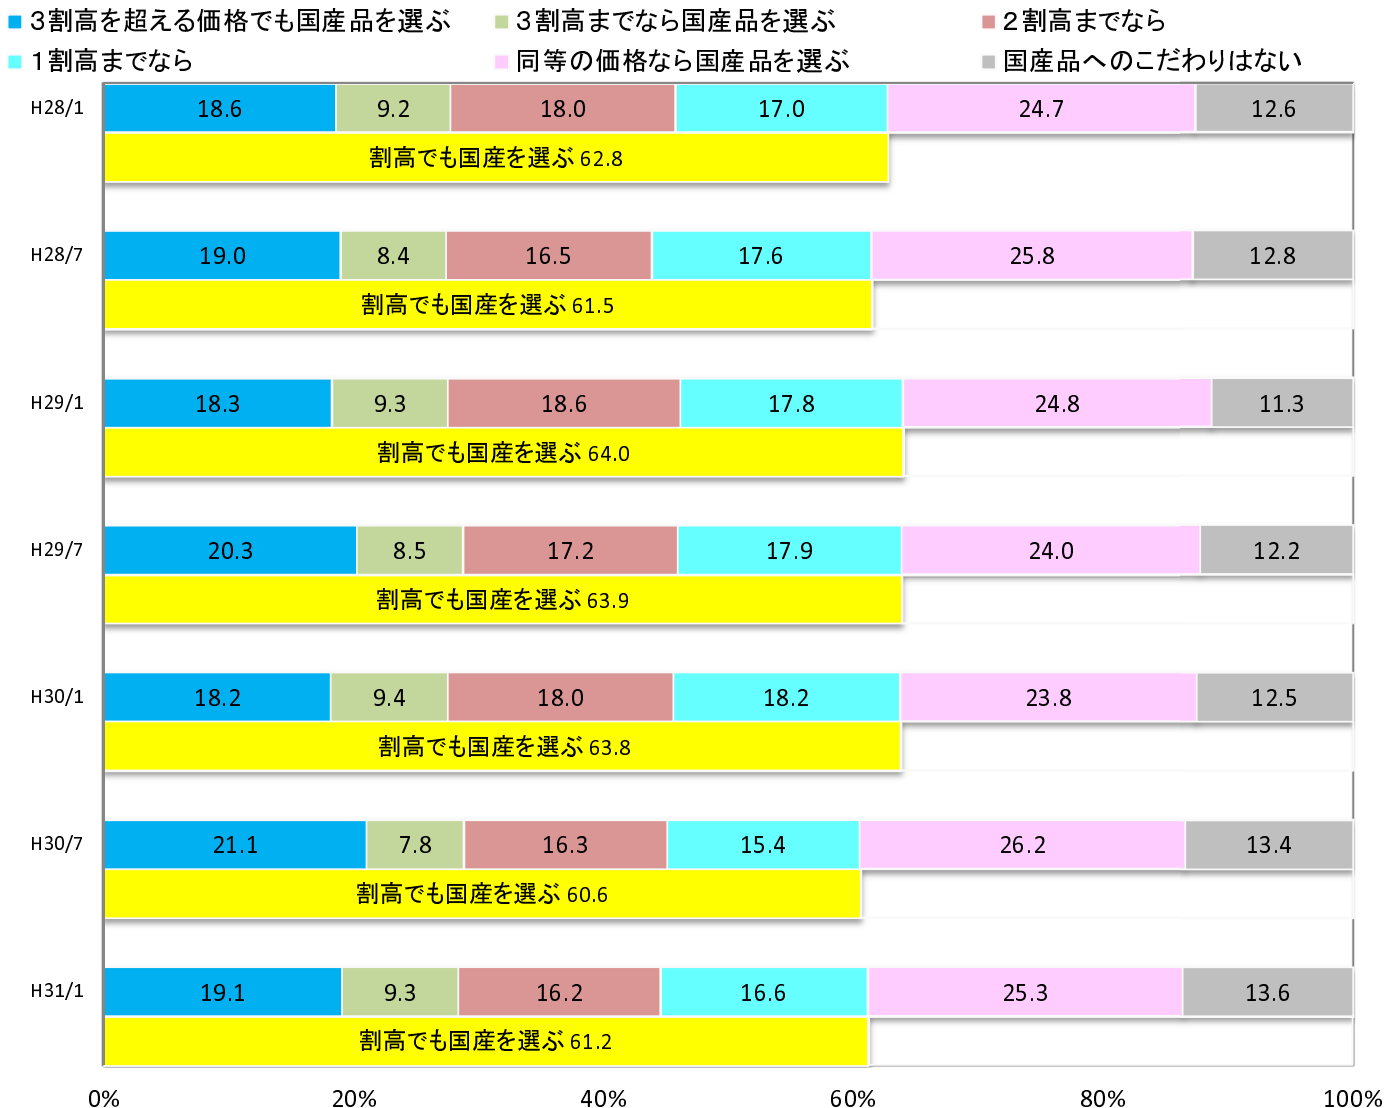 ３割高を超える価格でも国産品を選ぶ ３割高までなら国産品を選ぶ ２割高までなら
１割高までなら 同等の価格なら国産品を選ぶ 国産品へのこだわりはない
H28/1 18.6 9.2 18.0 17.0 24.7 12.6
割高でも国産を選ぶ 62.8
H28/7 19.0 8.4 16.5 17.6 25.8 12.8
割高でも国産を選ぶ 61.5
H29/1 18.3 9.3 18.6 17.8 24.8 11.3
割高でも国産を選ぶ 64.0
H29/7 20.3 8.5 17.2 17.9 24.0 12.2
割高でも国産を選ぶ 63.9
H30/1 18.2 9.4 18.0 18.2 23.8 12.5
割高でも国産を選ぶ 63.8
H30/7 21.1 7.8 16.3 15.4 26.2 13.4
割高でも国産を選ぶ 60.6
H31/1 19.1 9.3 16.2 16.6 25.3 13.6
割高でも国産を選ぶ 61.2
0% 20% 40% 60% 80% 100%